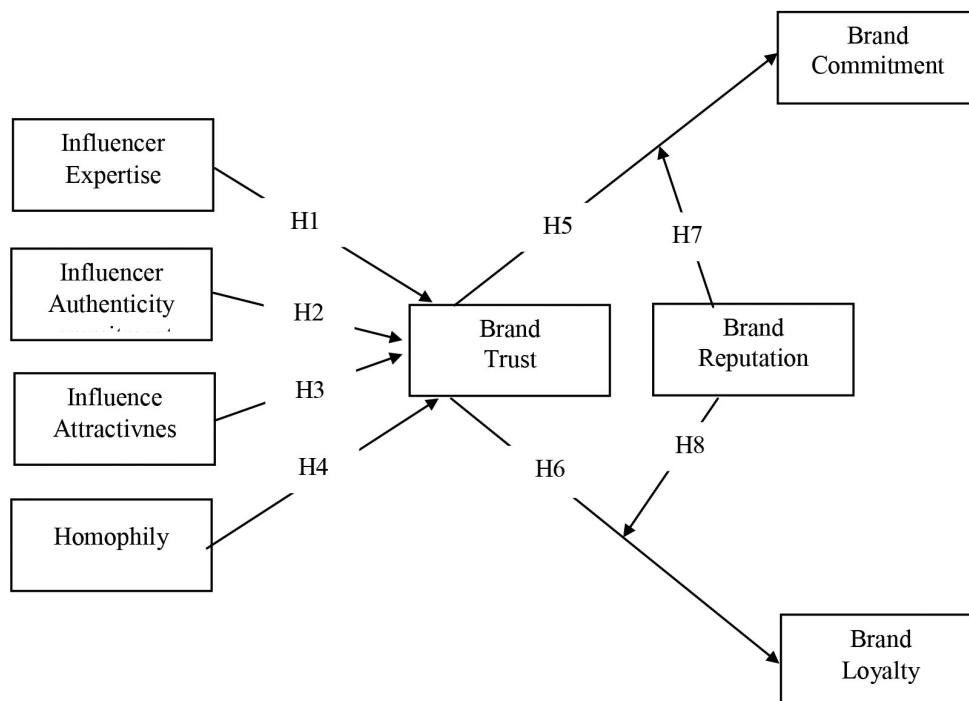 Brand
Commitment
Influencer
Expertise
H1
H5
H7
Influencer
Authenticity
H2
Brand
Trust
Brand
Reputation
H3
Influence
Attractivnes
H4
H6
H8
Homophily
Brand
Loyalty